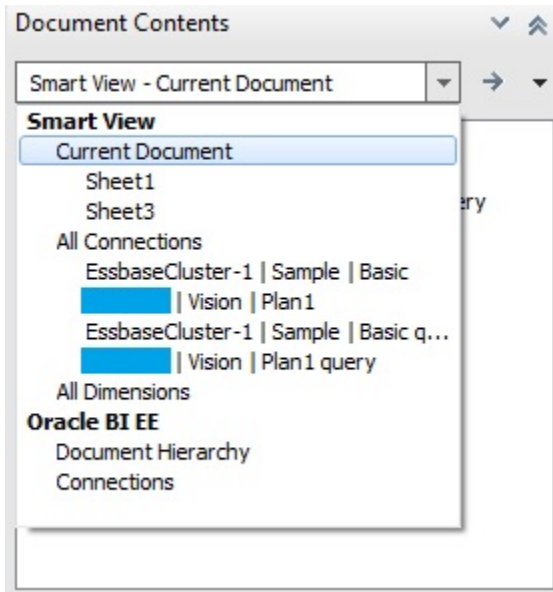 Document Contents
Smart View - Current Document
Smart View
Current Document
Sheet1
Sheet3
ery
All Connections
EssbaseCluster-1 | Sample | Basic
| Vision | Plan1
EssbaseCluster-1 | Sample | Basic q...
| Vision | Plan1 query
All Dimensions
Oracle BI EE
Document Hierarchy
Connections